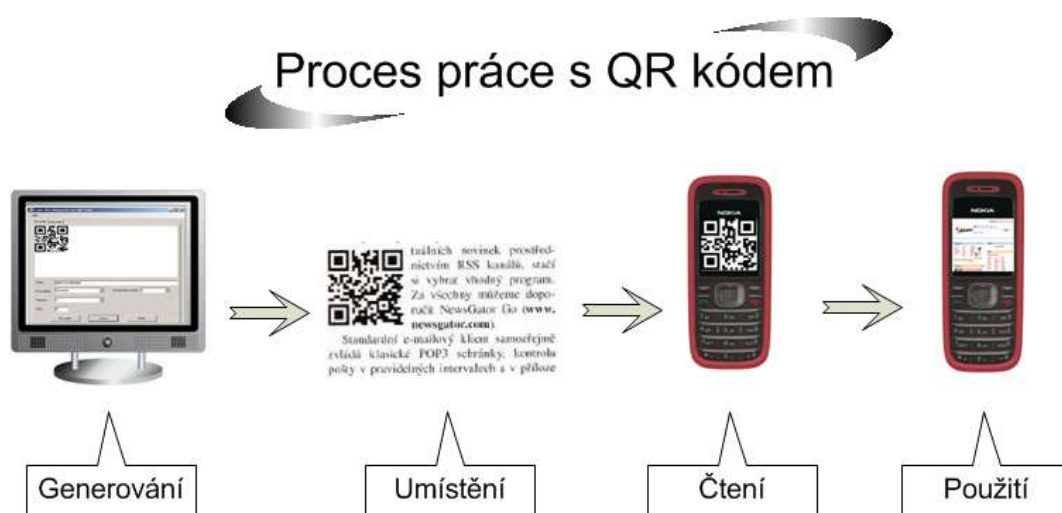 Proces práce s QR kódem
tuálních novinek prostřed-
nictvím RSS kanálů, stačí
si vybrat vhodný program.
Za všechny můžeme dopo-
ručit NewsGator Go (www.
newsgator.com).
Standardní e-mailový klient samozřejmě
zvládá klasické POP3 schránky, kontrolu
pošty v pravidelných intervalech a v příloze
NOKIA
NOKIA
Generování
Umístění
Čtení
Použití